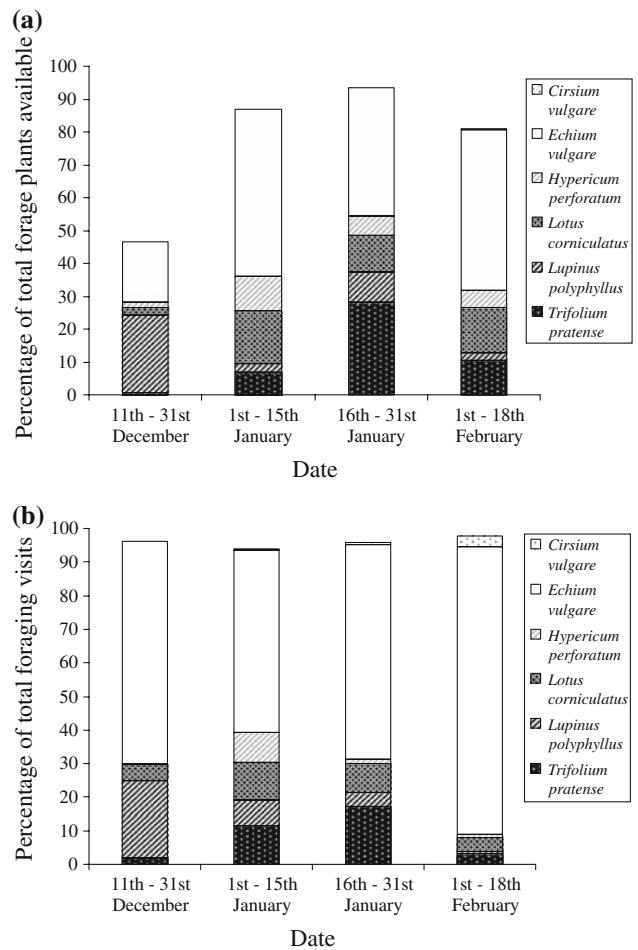 (a)
Percentage of total forage plants available
100
90
80
70
60
50
40
30
20
10
0
11th - 31st
December
1st - 15th
January
16th - 31st
January
1st - 18th
February
Date
Cirsium
vulgare
Echium
vulgare
Hypericum
perforatum
Lotus
corniculatus
Lupinus
polyphyllus
Trifolium
pratense
(b)
Percentage of total foraging visits
100
90
80
70
60
50
40
30
20
10
0
11th - 31st
December
1st - 15th
January
16th - 31st
January
1st - 18th
February
Date
Cirsium
vulgare
Echium
vulgare
Hypericum
perforatum
Lotus
corniculatus
Lupinus
polyphyllus
Trifolium
pratense